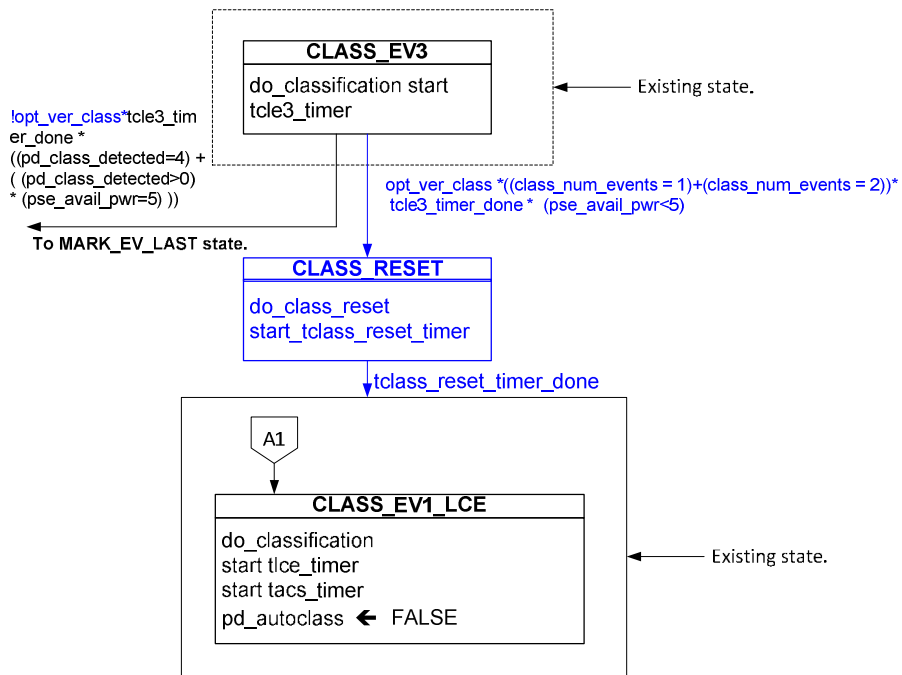 CLASS_EV3
do_classification start
tcle3_timer
Existing state.
!opt_ver_class*tcle3_tim
er_done *
((pd_class_detected=4) +
( (pd_class_detected>0)
* (pse_avail_pwr=5) ))
To MARK_EV_LAST state.
opt_ver_class *((class_num_events = 1)+(class_num_events = 2))*
tcle3_timer_done * (pse_avail_pwr<5)
CLASS_RESET
do_class_reset
start_tclass_reset_timer
tclass_reset_timer_done
A1
CLASS_EV1_LCE
do_classification
start tlce_timer
start tacs_timer
pd_autoclass ← FALSE
Existing state.